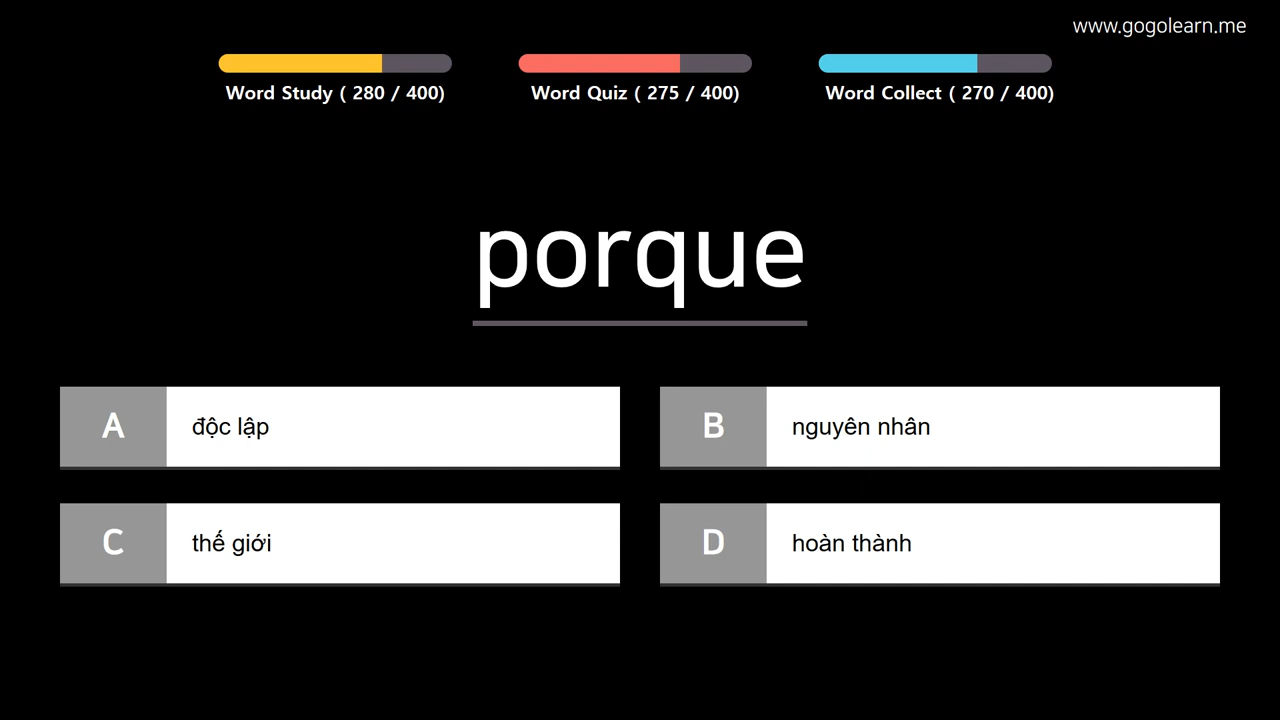 www.gogolearn.me
Word Study ( 280 / 400)
Word Quiz ( 275 / 400)
Word Collect ( 270 / 400)
porque
A
độc lập
B
nguyên nhân
C
thế giới
D
hoàn thành